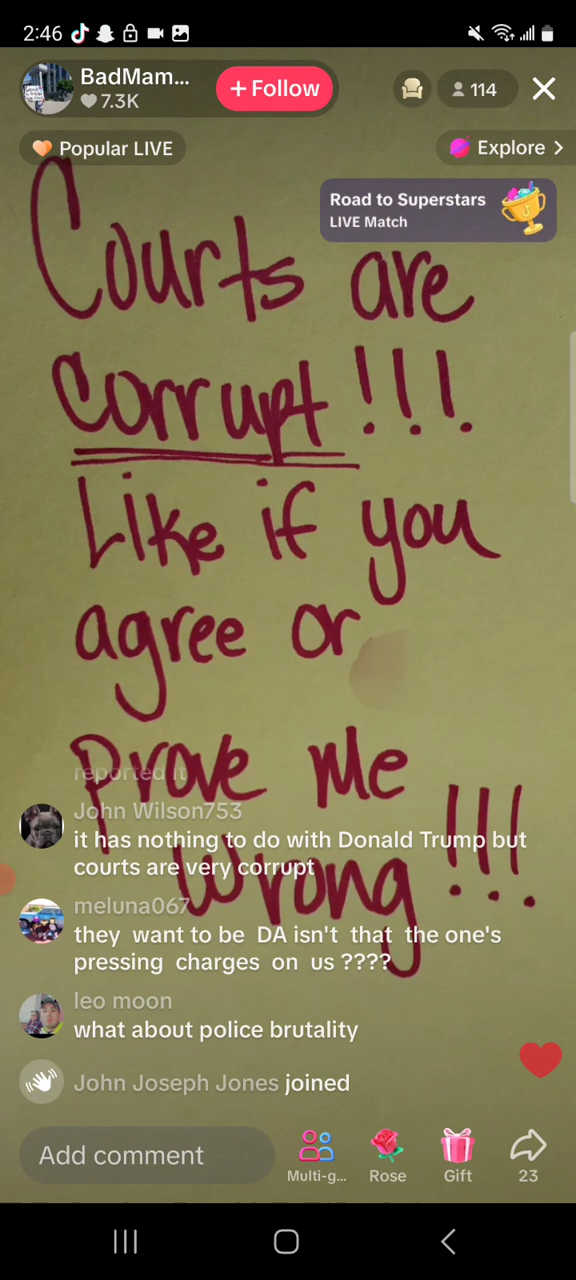 2:46
BadMam...
7.3K
+ Follow
114
Popular LIVE
Explore >
Road to Superstars
LIVE Match
Courts are
corrupt!!!
Like if you
agree or
Prove Me
Wrong!!!
reported it
John Wilson753
it has nothing to do with Donald Trump but
courts are very corrupt
meluna067
they want to be DA isn't that the one's
pressing charges on us ????
leo moon
what about police brutality
John Joseph Jones joined
Add comment
Multi-g...
Rose
Gift
23